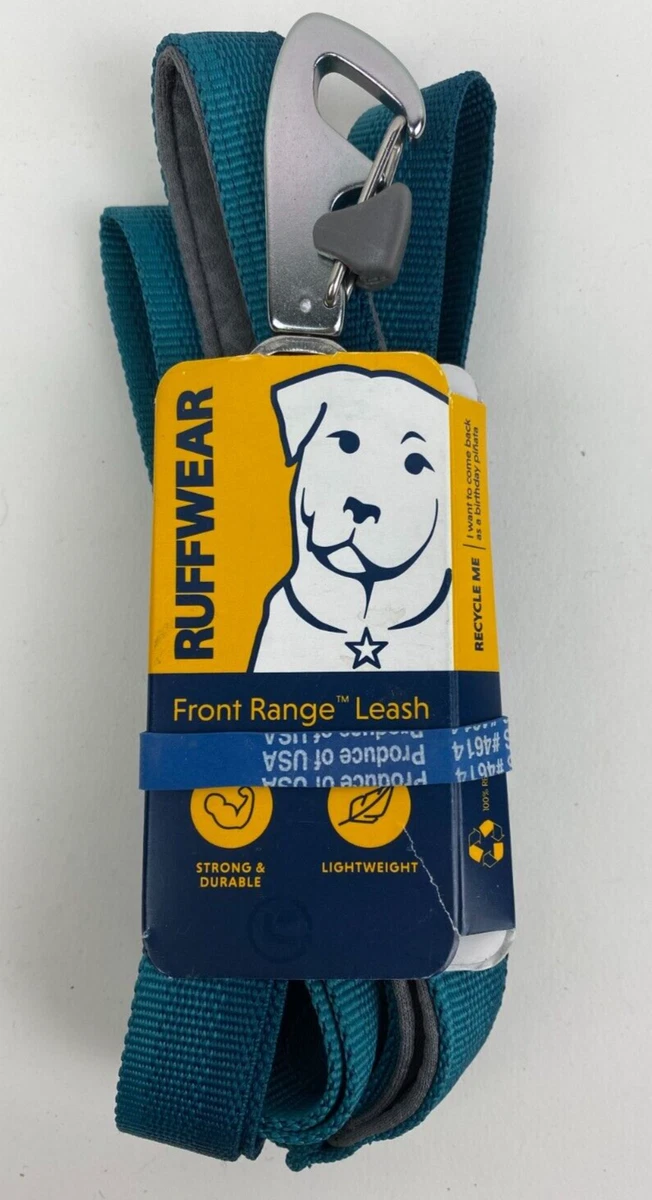 RUFFWEAR
Front Range™ Leash
Produce of USA
Produce of USA
#4614
STRONG &
DURABLE
LIGHTWEIGHT
RECYCLE ME
I want to come back
as a birthday piñata
100%